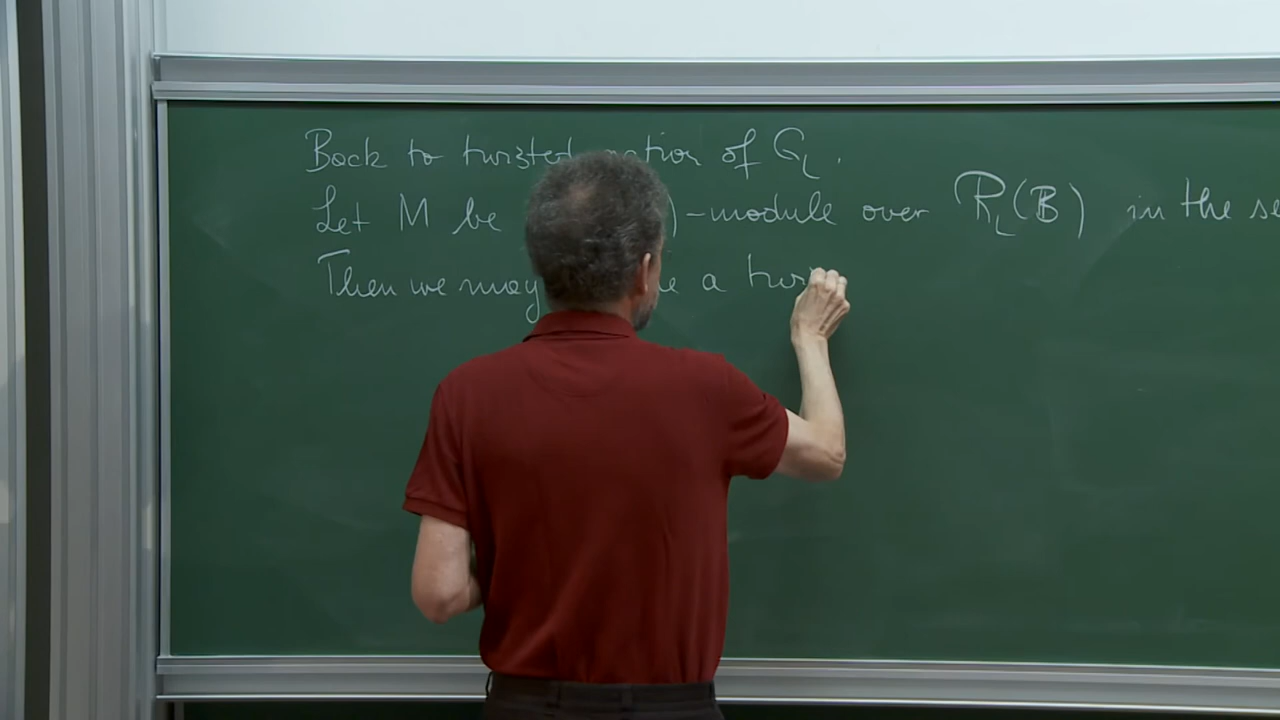 Back to twisted action of G_L.
Let M be )-module over R_L(B) in the se
Then we may a twi